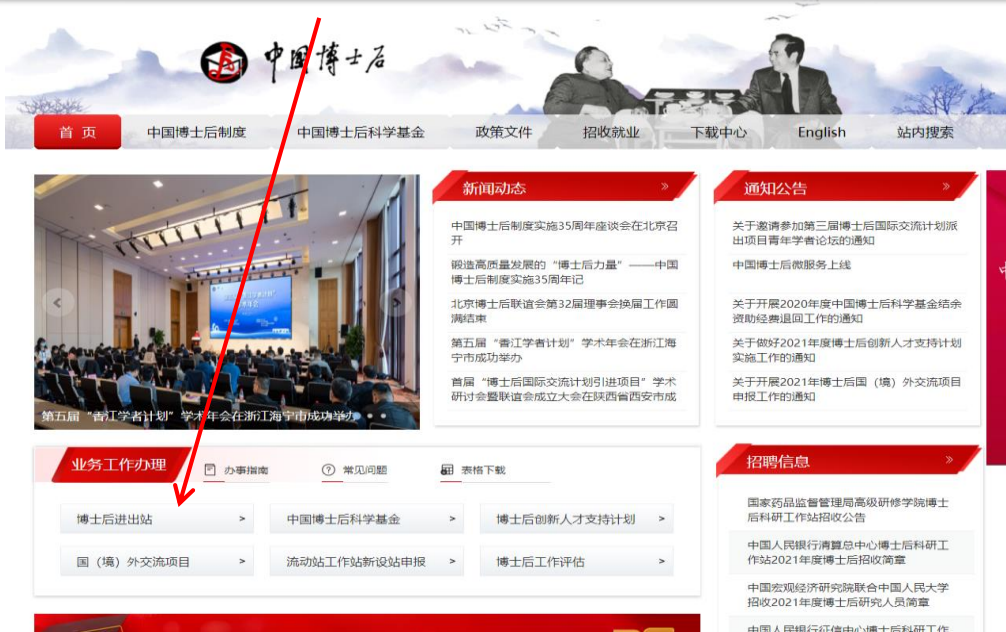 中国博士后
首 页
中国博士后制度
中国博士后科学基金
政策文件
招收就业
下载中心
English
站内搜索
第五届“香江学者计划”学术年会在浙江海宁市成功举办
新闻动态
中国博士后制度实施35周年座谈会在北京召
开
锻造高质量发展的“博士后力量”——中国
博士后制度实施35周年记
北京博士后联谊会第32届理事会换届工作圆
满结束
第五届“香江学者计划”学术年会在浙江海
宁市成功举办
首届“博士后国际交流计划引进项目”学术
研讨会暨联谊会成立大会在陕西省西安市成
通知公告
关于邀请参加第三届博士后国际交流计划派
出项目青年学者论坛的通知
中国博士后微服务上线
关于开展2020年度中国博士后科学基金结余
资助经费退回工作的通知
关于做好2021年度博士后创新人才支持计划
实施工作的通知
关于开展2021年博士后国（境）外交流项目
申报工作的通知
业务工作办理
办事指南
常见问题
表格下载
博士后进出站 >
中国博士后科学基金 >
博士后创新人才支持计划 >
国（境）外交流项目 >
流动站工作站新设站申报 >
博士后工作评估 >
招聘信息
国家药品监督管理局高级研修学院博士
后科研工作站招收公告
中国人民银行清算总中心博士后科研工
作站2021年度博士后招收简章
中国宏观经济研究院联合中国人民大学
招收2021年度博士后研究人员简章
中国人民银行征信中心博士后科研工作